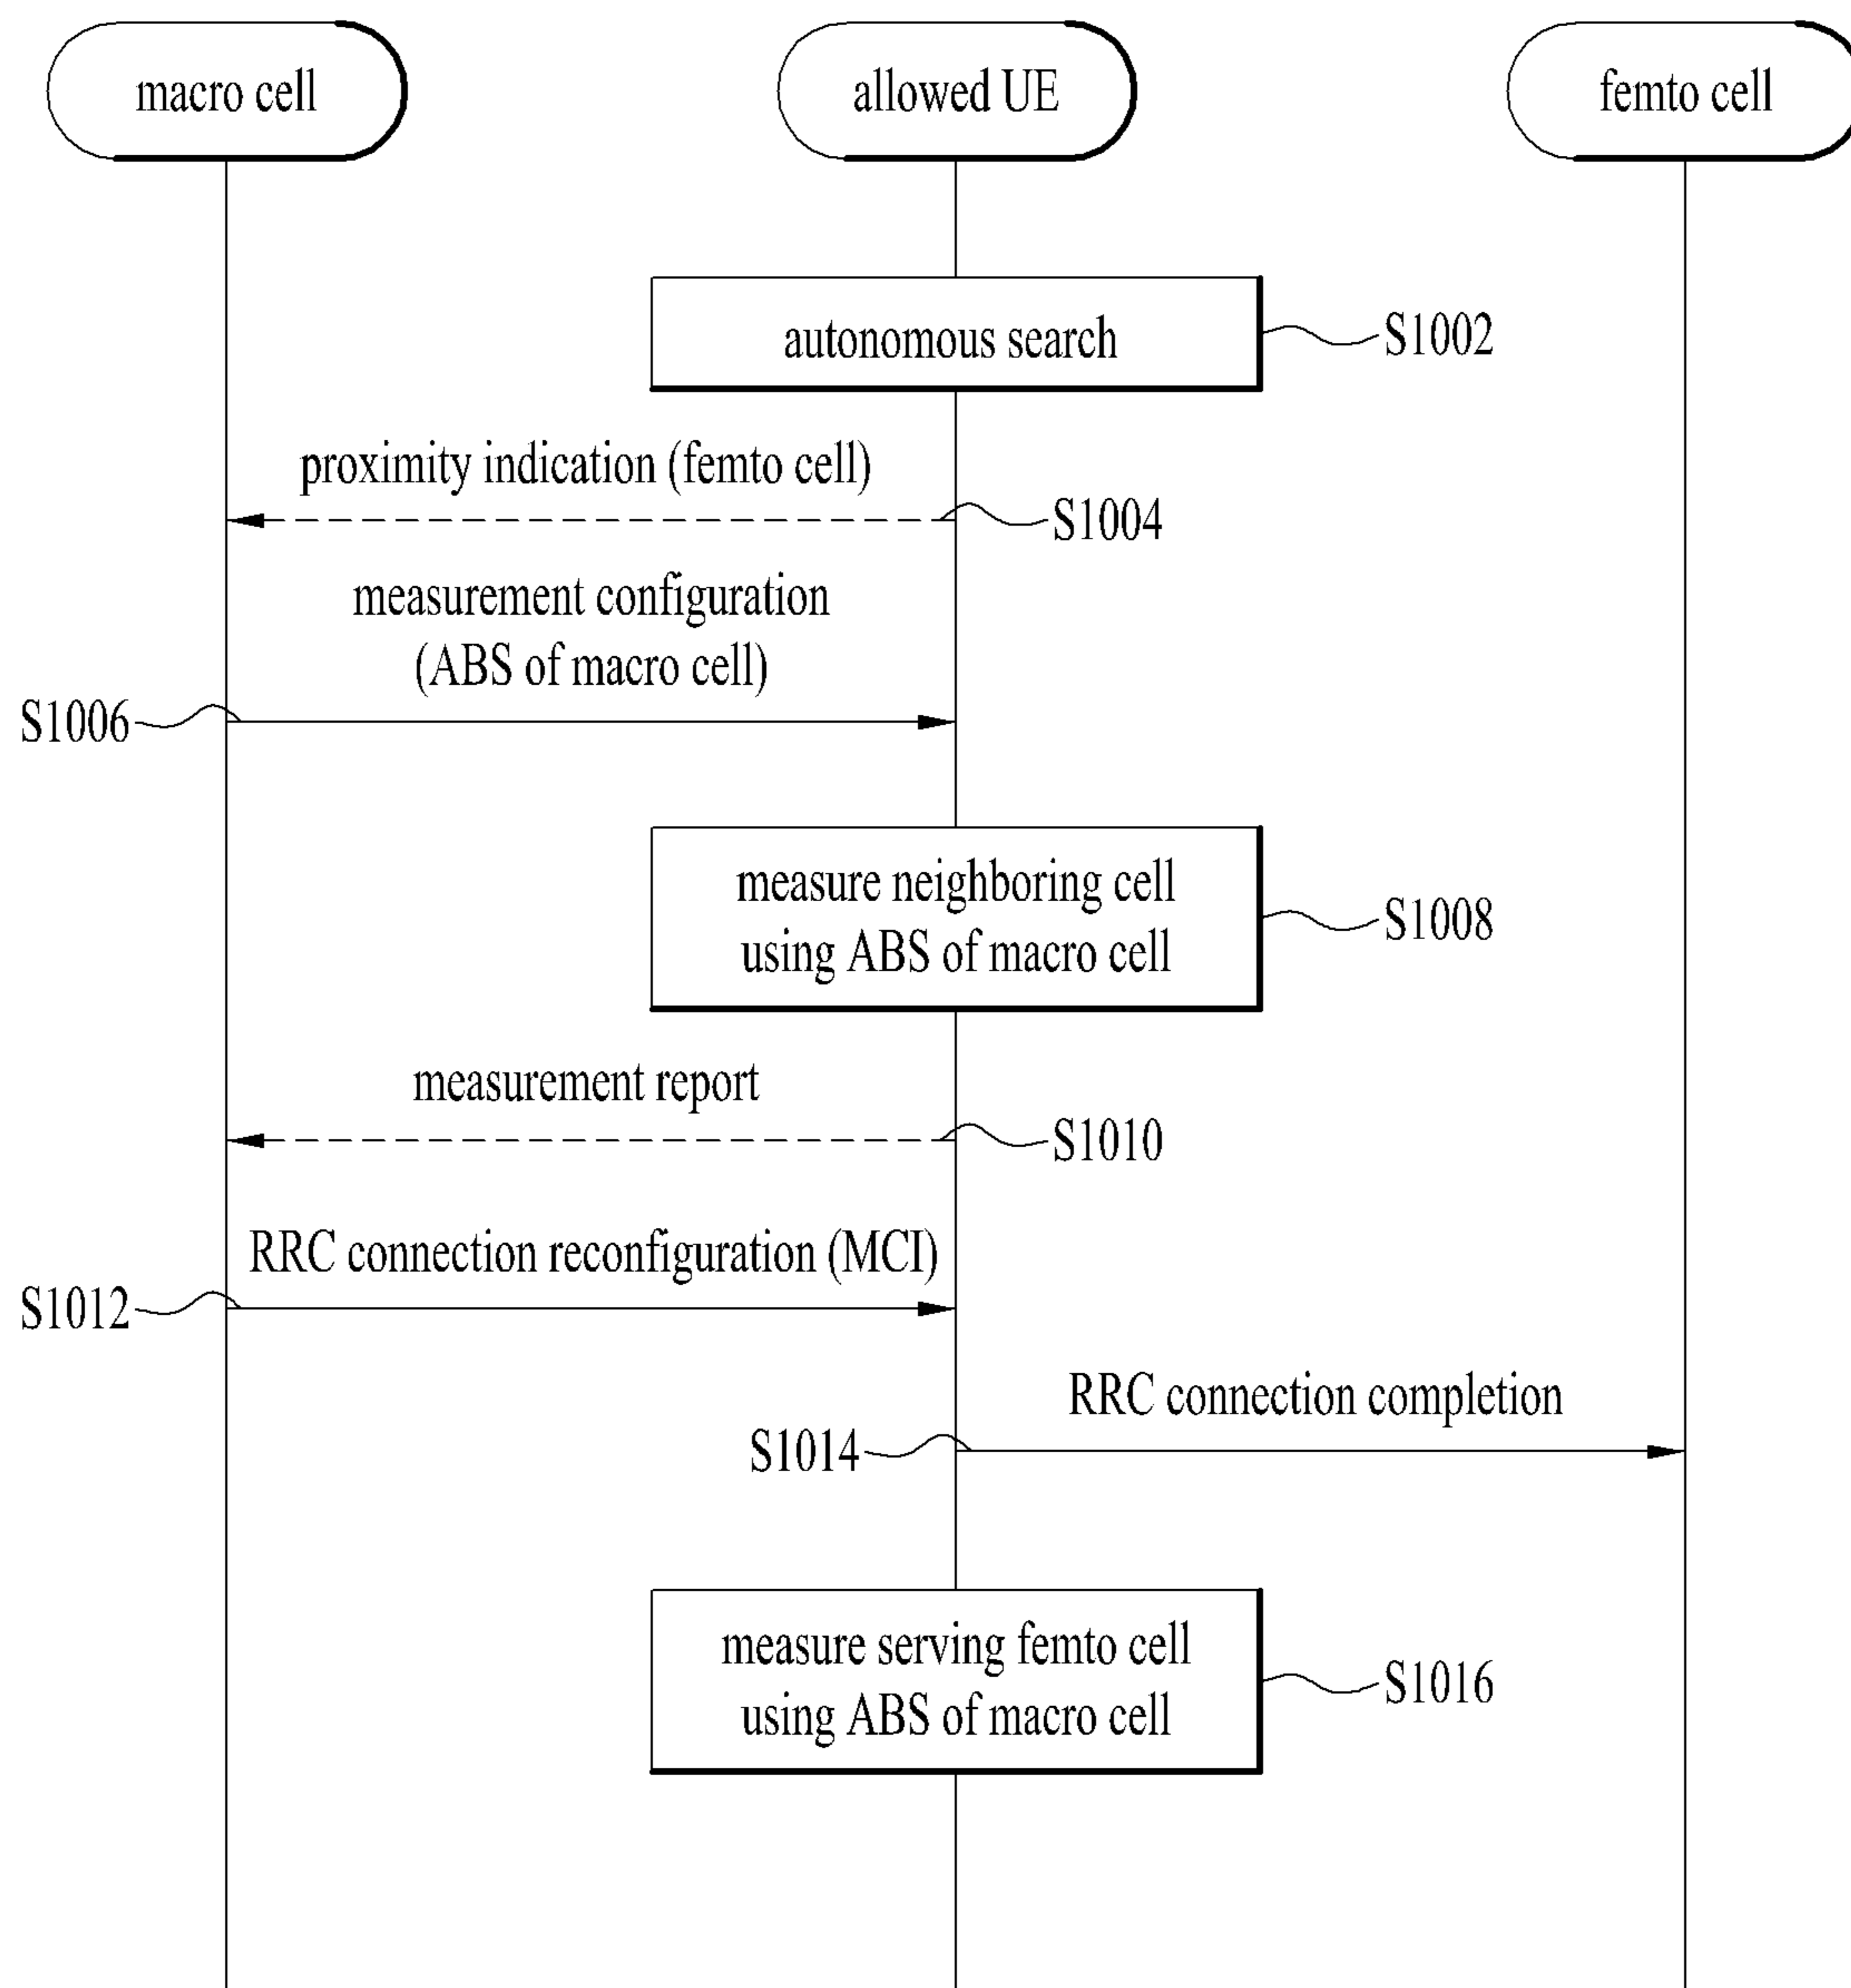 macro cell
allowed UE
femto cell
autonomous search
S1002
proximity indication (femto cell)
S1004
measurement configuration
(ABS of macro cell)
S1006
measure neighboring cell
using ABS of macro cell
S1008
measurement report
S1010
RRC connection reconfiguration (MCI)
S1012
RRC connection completion
S1014
measure serving femto cell
using ABS of macro cell
S1016